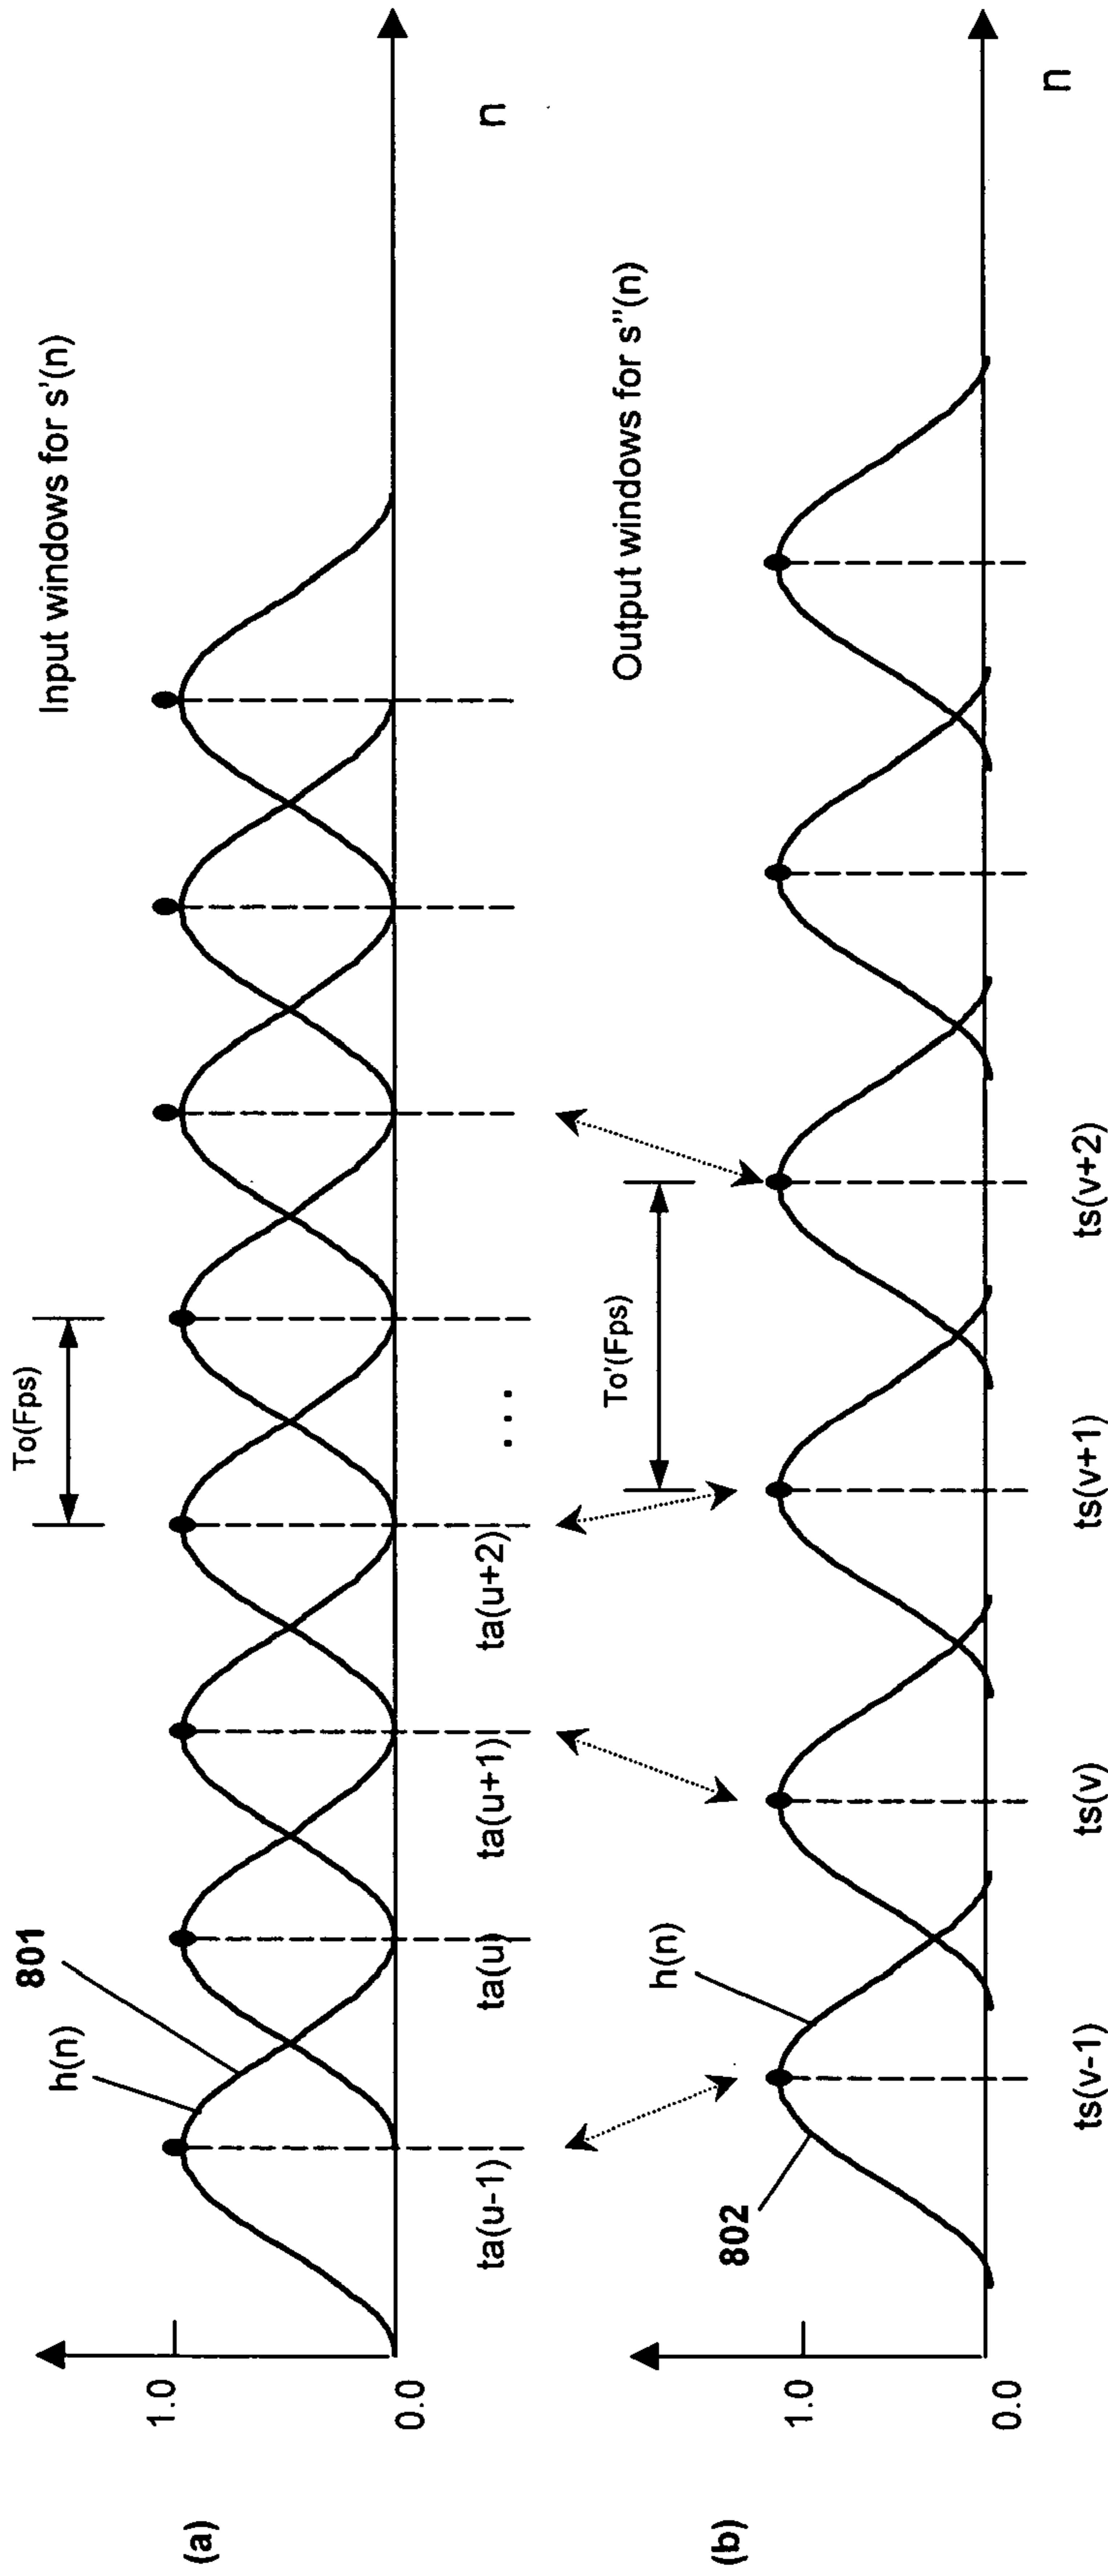 (a)
Input windows for s'(n)
To(Fps)
801
h(n)
1.0
0.0
ta(u-1)
ta(u)
ta(u+1)
ta(u+2)
...
n
(b)
Output windows for s''(n)
To'(Fps)
h(n)
802
1.0
0.0
ts(v-1)
ts(v)
ts(v+1)
ts(v+2)
n